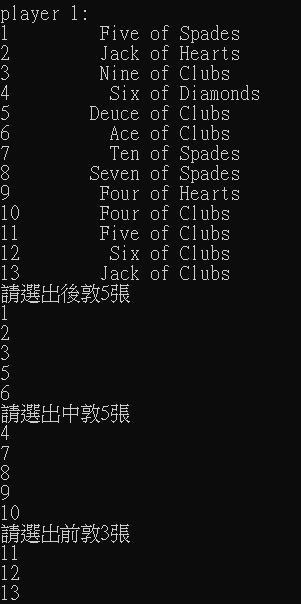 player 1:
1 Five of Spades
2 Jack of Hearts
3 Nine of Clubs
4 Six of Diamonds
5 Deuce of Clubs
6 Ace of Clubs
7 Ten of Spades
8 Seven of Spades
9 Four of Hearts
10 Four of Clubs
11 Five of Clubs
12 Six of Clubs
13 Jack of Clubs
請選出後敦5張
1
2
3
5
6
請選出中敦5張
4
7
8
9
10
請選出前敦3張
11
12
13